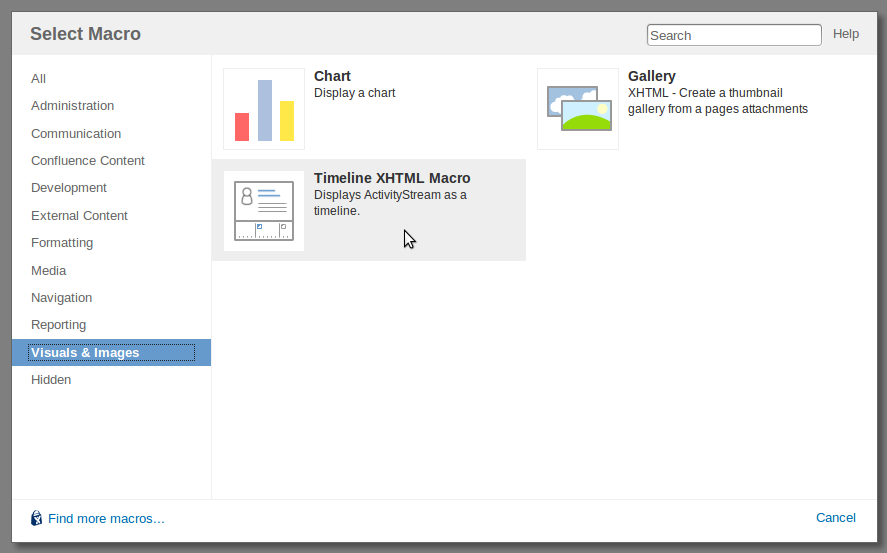 Select Macro
Search
Help
All
Administration
Communication
Confluence Content
Development
External Content
Formatting
Media
Navigation
Reporting
Visuals & Images
Hidden
Chart
Display a chart
Gallery
XHTML - Create a thumbnail
gallery from a pages attachments
Timeline XHTML Macro
Displays ActivityStream as a
timeline.
Find more macros...
Cancel